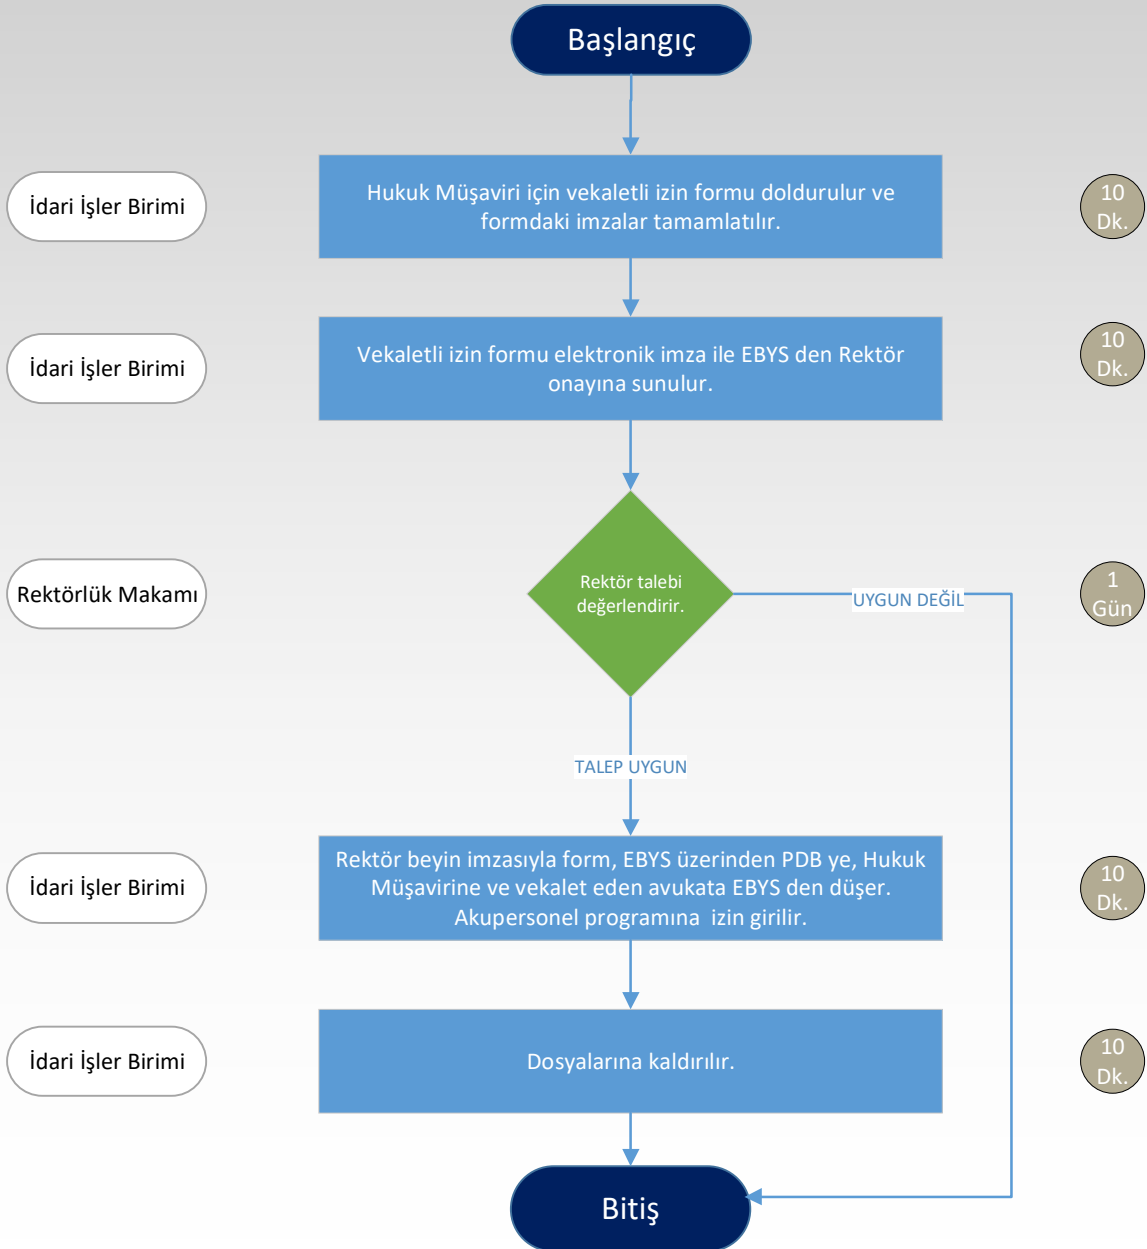 Başlangıç
İdari İşler Birimi
Hukuk Müşaviri için vekaletli izin formu doldurulur ve
formdaki imzalar tamamlatılır.
10
Dk.
İdari İşler Birimi
Vekaletli izin formu elektronik imza ile EBYS den Rektör
onayına sunulur.
10
Dk.
Rektörlük Makamı
Rektör talebi
değerlendirir.
UYGUN DEĞİL
1
Gün
TALEP UYGUN
İdari İşler Birimi
Rektör beyin imzasıyla form, EBYS üzerinden PDB ye, Hukuk
Müşavirine ve vekalet eden avukata EBYS den düşer.
Akupersonel programına  izin girilir.
10
Dk.
İdari İşler Birimi
Dosyalarına kaldırılır.
10
Dk.
Bitiş